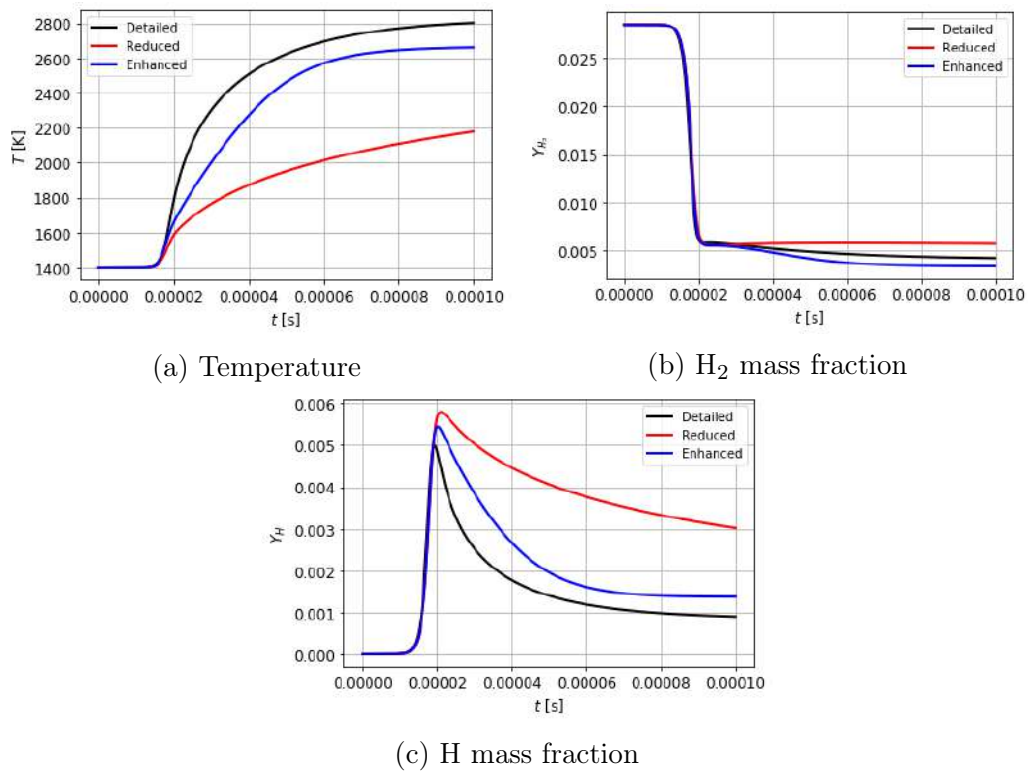 2800
2600
2400
2200
2000
1800
1600
1400
T [K]
Detailed
Reduced
Enhanced
0.00000 0.00002 0.00004 0.00006 0.00008 0.00010
t [s]
(a) Temperature
0.025
0.020
0.015
0.010
0.005
Y_{H_2}
Detailed
Reduced
Enhanced
0.00000 0.00002 0.00004 0.00006 0.00008 0.00010
t [s]
(b) H₂ mass fraction
0.006
0.005
0.004
0.003
0.002
0.001
0.000
Y_H
Detailed
Reduced
Enhanced
0.00000 0.00002 0.00004 0.00006 0.00008 0.00010
t [s]
(c) H mass fraction